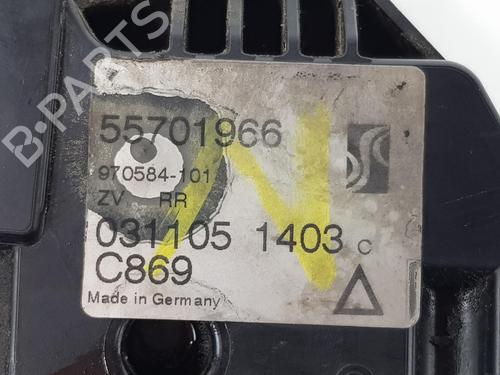 B-PARTS
55701966
970584-101
ZV RR
031105 1403 C
C869
Made in Germany